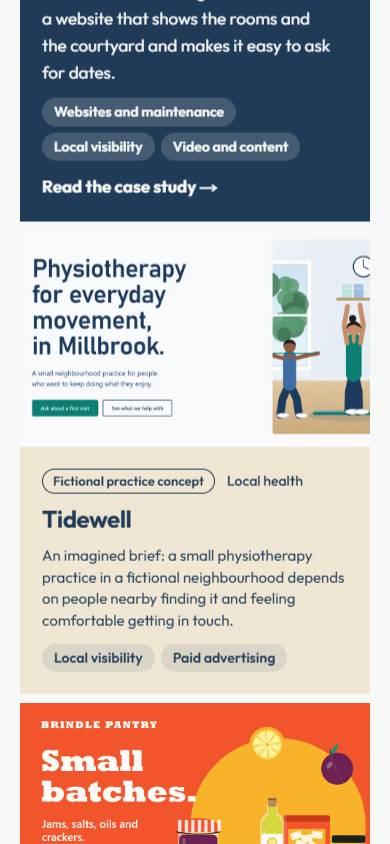 a website that shows the rooms and
the courtyard and makes it easy to ask
for dates.
Websites and maintenance
Local visibility
Video and content
Read the case study →
Physiotherapy
for everyday
movement,
in Millbrook.
A small neighbourhood practice for people
who want to keep doing what they enjoy.
Ask about a first visit
See what we help with
Fictional practice concept
Local health
Tidewell
An imagined brief: a small physiotherapy
practice in a fictional neighbourhood depends
on people nearby finding it and feeling
comfortable getting in touch.
Local visibility
Paid advertising
BRINDLE PANTRY
Small
batches.
Jams, salts, oils and
crackers.